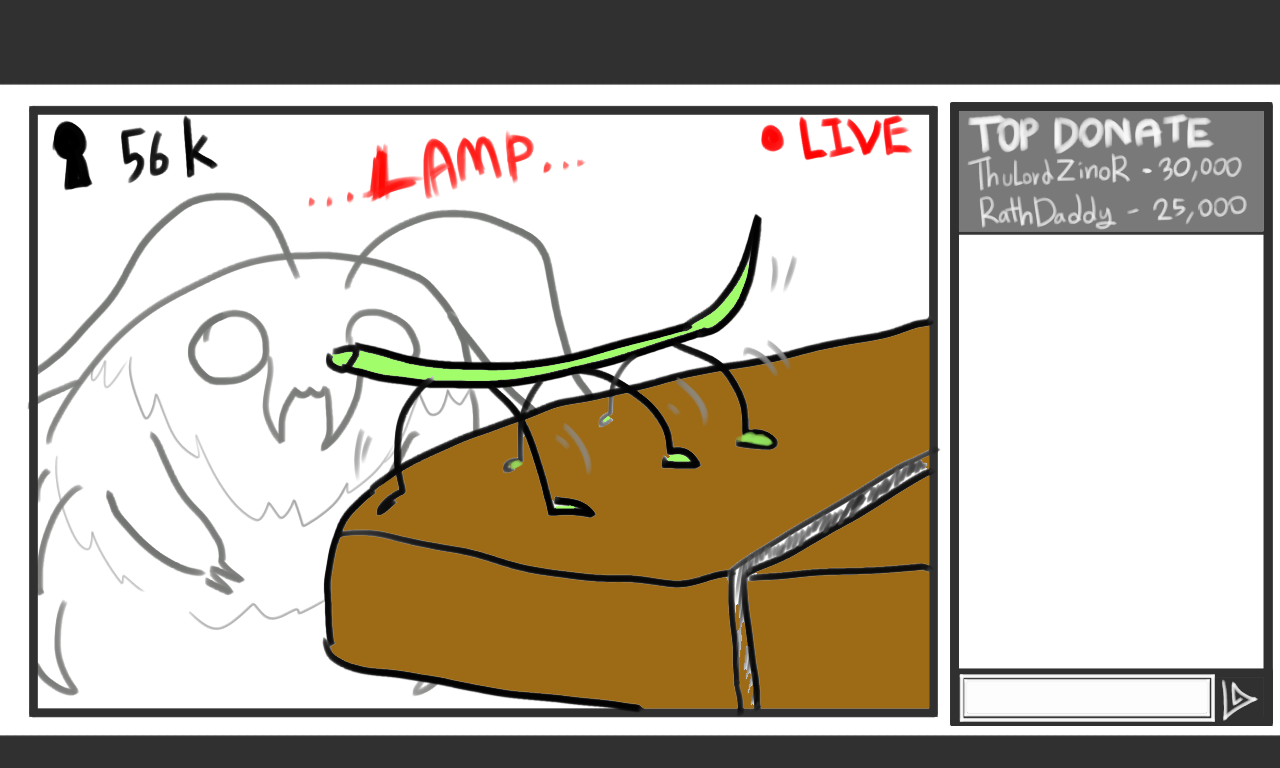 56k
....LAMP...
LIVE
TOP DONATE
ThuLordZinoR - 30,000
RathDaddy - 25,000